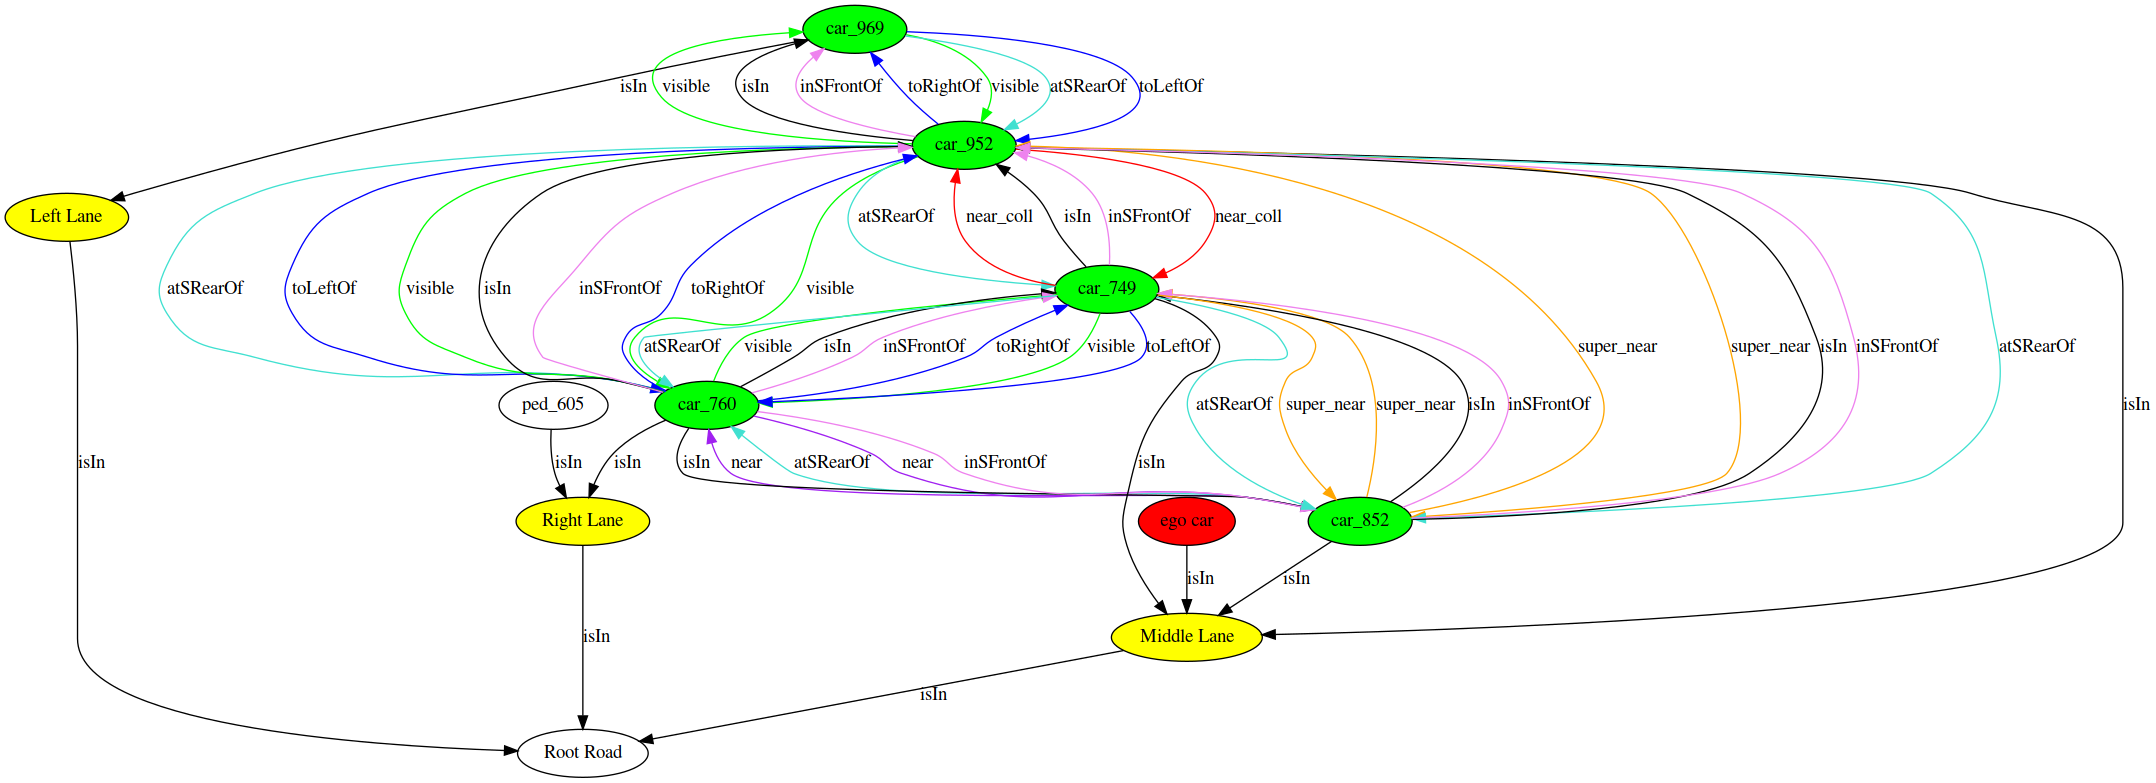 car_969
isIn
visible
isIn
inSFrontOf
toRightOf
visible
atSRearOf
toLeftOf
car_952
Left Lane
atSRearOf
near_coll
isIn
inSFrontOf
near_coll
atSRearOf
toLeftOf
visible
isIn
inSFrontOf
toRightOf
visible
car_749
atSRearOf
visible
isIn
inSFrontOf
toRightOf
visible
toLeftOf
super_near
super_near
isIn
inSFrontOf
atSRearOf
ped_605
car_760
atSRearOf
super_near
super_near
isIn
inSFrontOf
isIn
isIn
isIn
isIn
isIn
near
atSRearOf
near
inSFrontOf
isIn
Right Lane
ego car
car_852
isIn
isIn
isIn
Middle Lane
isIn
Root Road